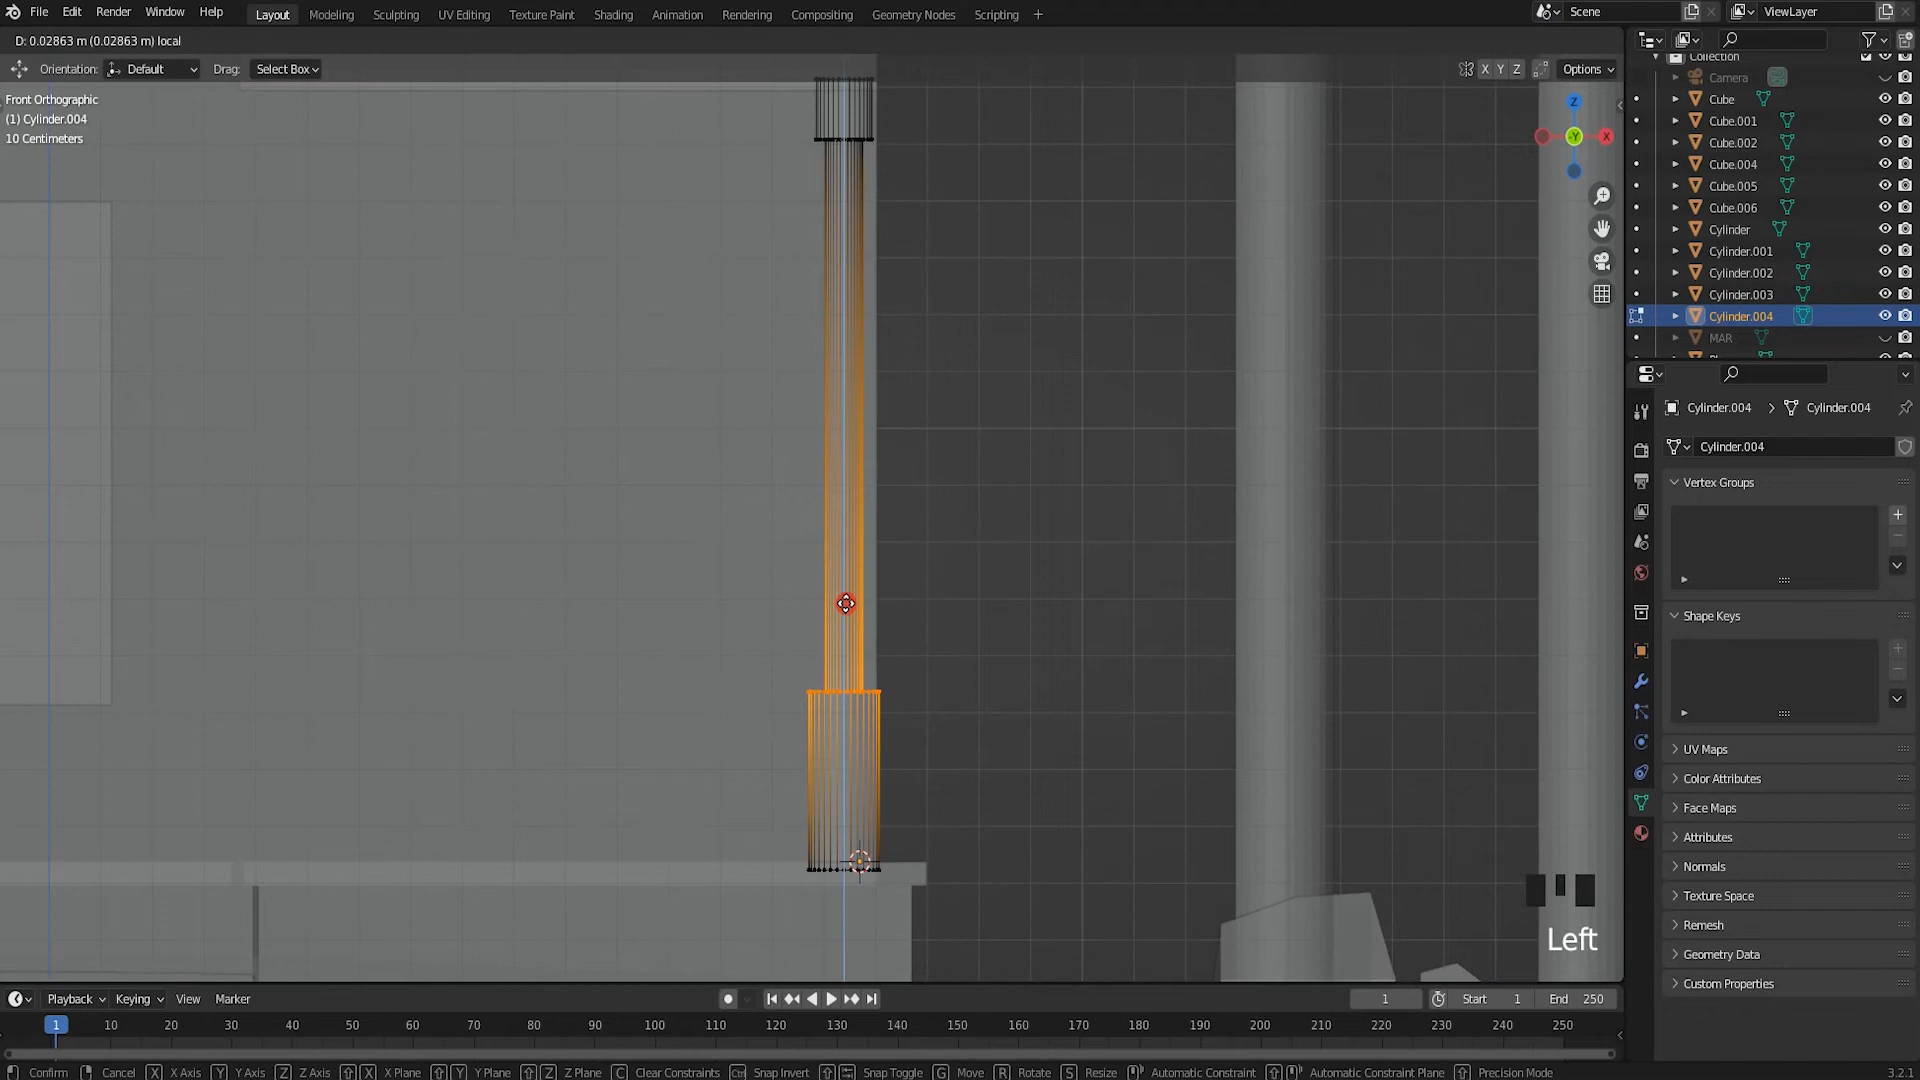 File Edit Render Window Help Layout Modeling Sculpting UV Editing Texture Paint Shading Animation Rendering Compositing Geometry Nodes Scripting + Scene ViewLayer
D: 0.02863 m (0.02863 m) local
Orientation: Default Drag: Select Box X Y Z Options
Front Orthographic
(1) Cylinder.004
10 Centimeters
Z
Y
X
Collection
Camera
Cube
Cube.001
Cube.002
Cube.004
Cube.005
Cube.006
Cylinder
Cylinder.001
Cylinder.002
Cylinder.003
Cylinder.004
MAR
Cylinder.004 > Cylinder.004
Cylinder.004
Vertex Groups
Shape Keys
UV Maps
Color Attributes
Face Maps
Attributes
Normals
Texture Space
Remesh
Geometry Data
Custom Properties
Left
Playback Keying View Marker 1 Start 1 End 250
1 10 20 30 40 50 60 70 80 90 100 110 120 130 140 150 160 170 180 190 200 210 220 230 240 250
Confirm Cancel X X Axis Y Y Axis Z Z Axis X X Plane Y Y Plane Z Z Plane C Clear Constraints Ctrl Snap Invert Snap Toggle G Move R Rotate S Resize Automatic Constraint Automatic Constraint Plane Precision Mode 3.2.1